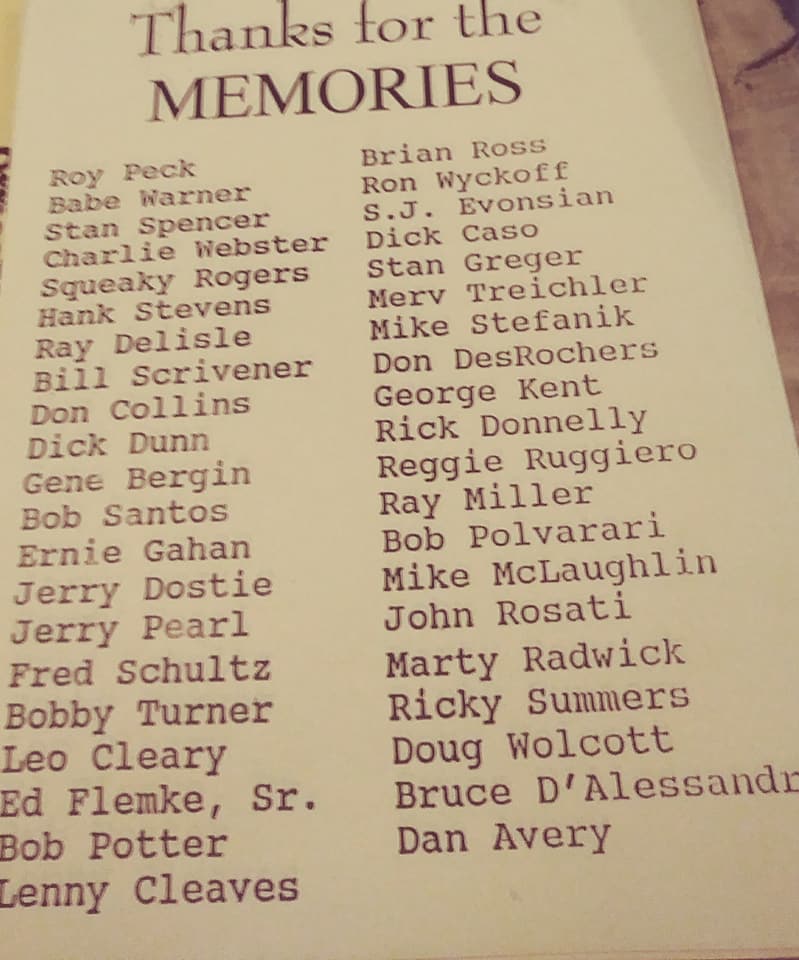 Thanks for the
MEMORIES
Roy Peck
Babe Warner
Stan Spencer
Charlie Webster
Squeaky Rogers
Hank Stevens
Ray Delisle
Bill Scrivener
Don Collins
Dick Dunn
Gene Bergin
Bob Santos
Ernie Gahan
Jerry Dostie
Jerry Pearl
Fred Schultz
Bobby Turner
Leo Cleary
Ed Flemke, Sr.
Bob Potter
Lenny Cleaves
Brian Ross
Ron Wyckoff
S.J. Evonsian
Dick Caso
Stan Greger
Merv Treichler
Mike Stefanik
Don DesRochers
George Kent
Rick Donnelly
Reggie Ruggiero
Ray Miller
Bob Polvarari
Mike McLaughlin
John Rosati
Marty Radwick
Ricky Summers
Doug Wolcott
Bruce D'Alessandr
Dan Avery